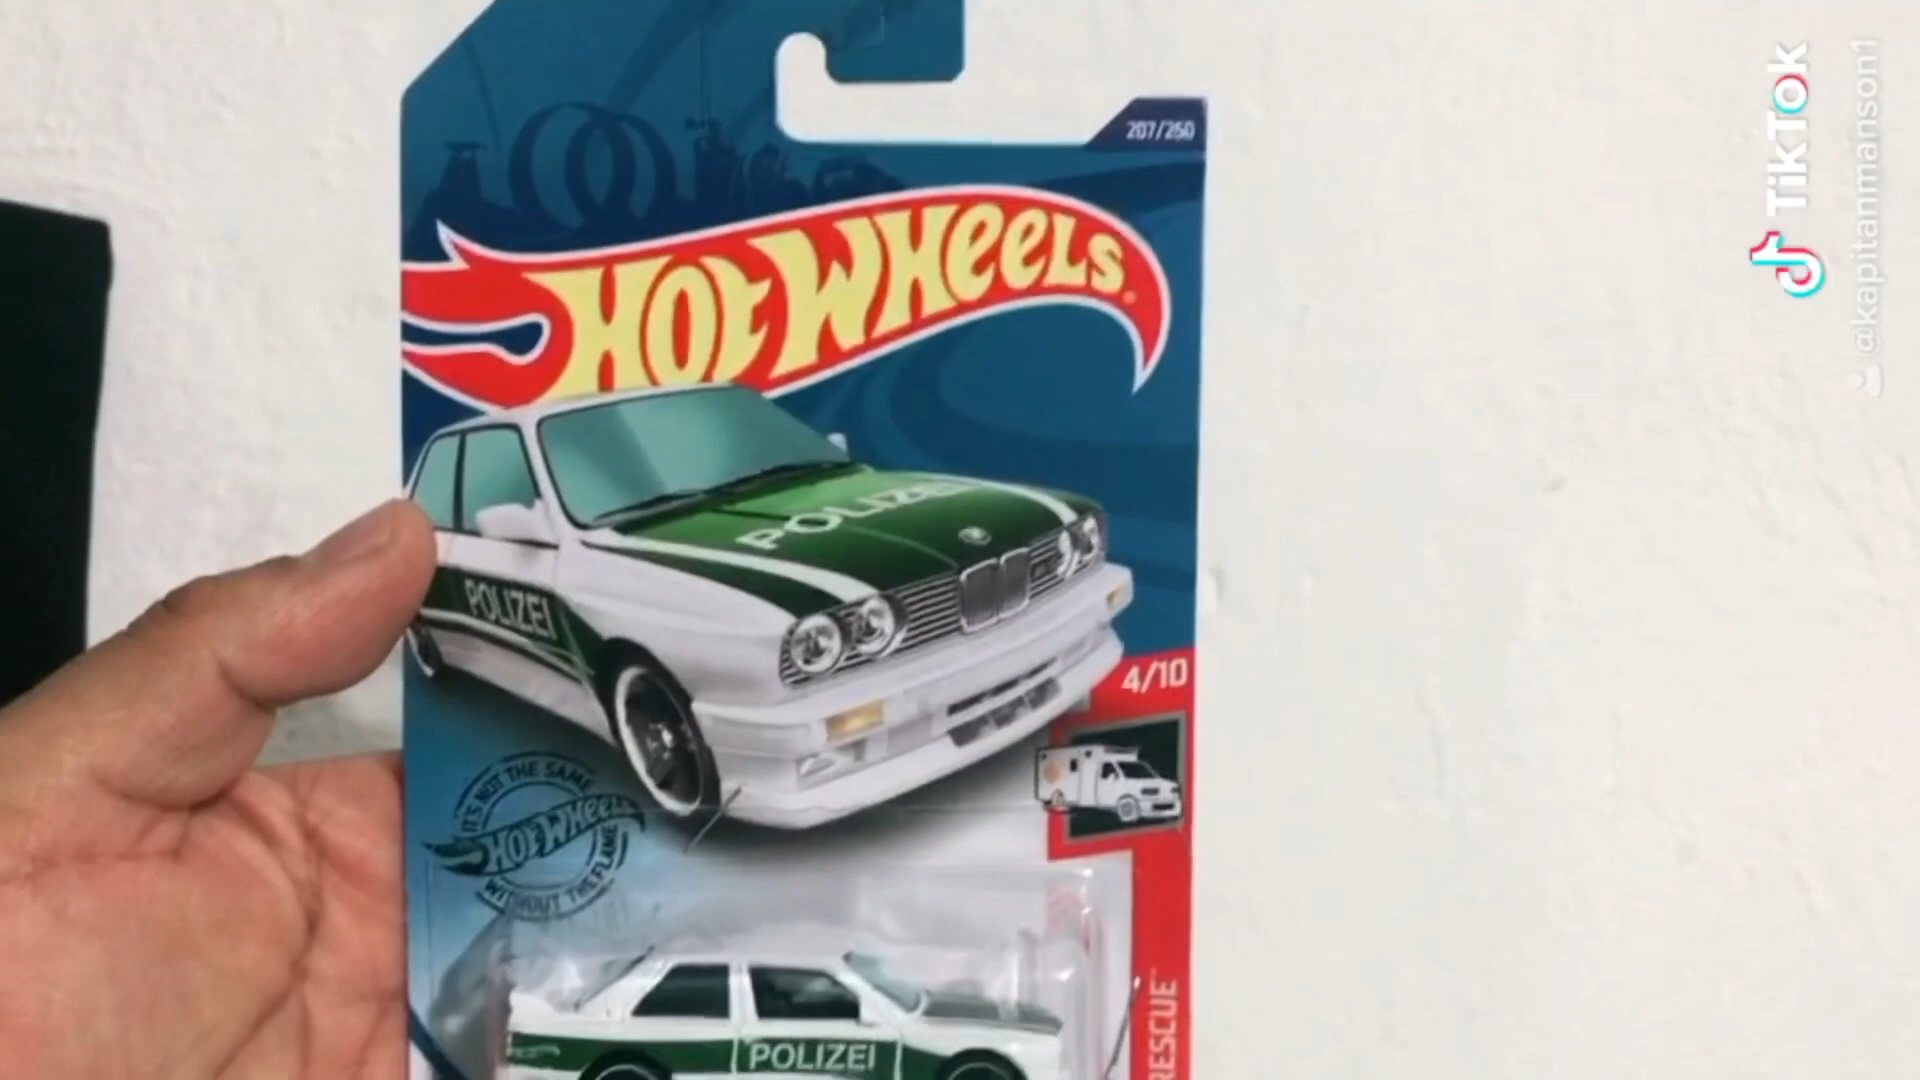 207/250
HOT WHEELS
POLIZEI
POLIZEI
4/10
IT'S NOT THE SAME
HOT WHEELS
WITHOUT THE FLAME
RESCUE
POLIZEI
TikTok
@kapitanmanson1